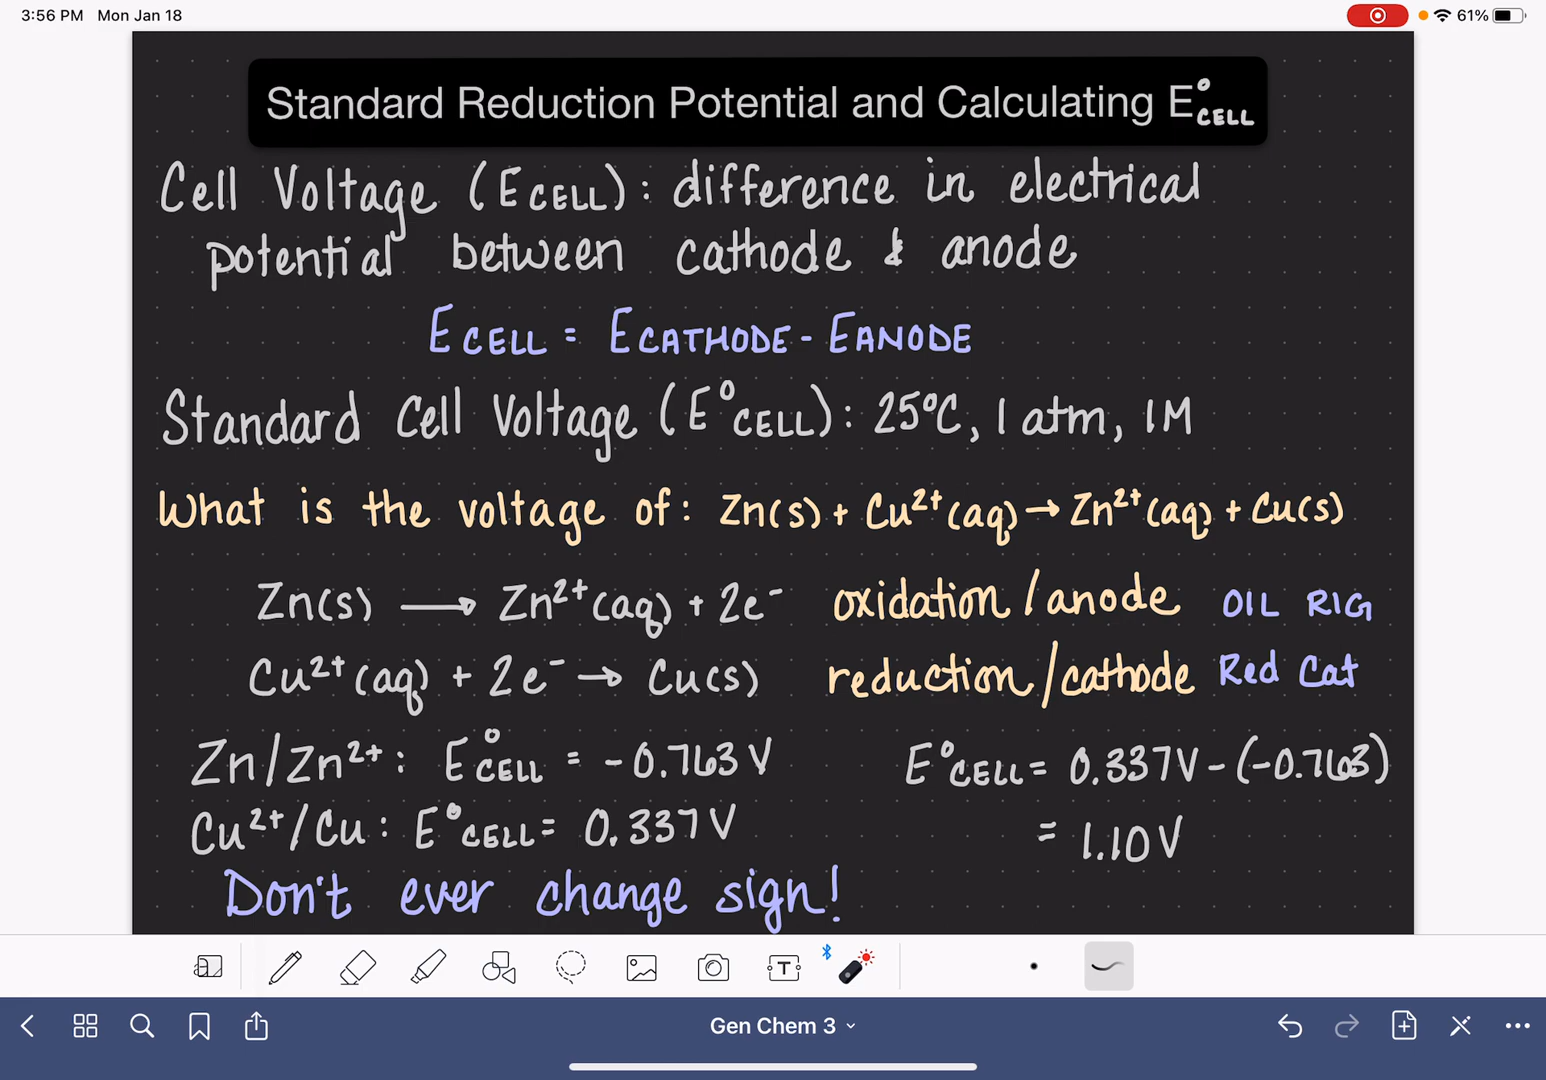 3:56 PM Mon Jan 18
61%
Standard Reduction Potential and Calculating E°CELL
Cell Voltage (ECELL): difference in electrical
potential between cathode & anode
ECELL = ECATHODE - EANODE
Standard Cell Voltage (E°CELL): 25°C, 1 atm, 1M
What is the voltage of: Zn(s) + Cu²⁺(aq) → Zn²⁺(aq) + Cu(s)
Zn(s) → Zn²⁺(aq) + 2e⁻ oxidation/anode OIL RIG
Cu²⁺(aq) + 2e⁻ → Cu(s) reduction/cathode Red Cat
Zn/Zn²⁺: E°CELL = -0.763 V E°CELL = 0.337V - (-0.763)
Cu²⁺/Cu: E°CELL = 0.337 V = 1.10 V
Don't ever change sign!
T
Gen Chem 3